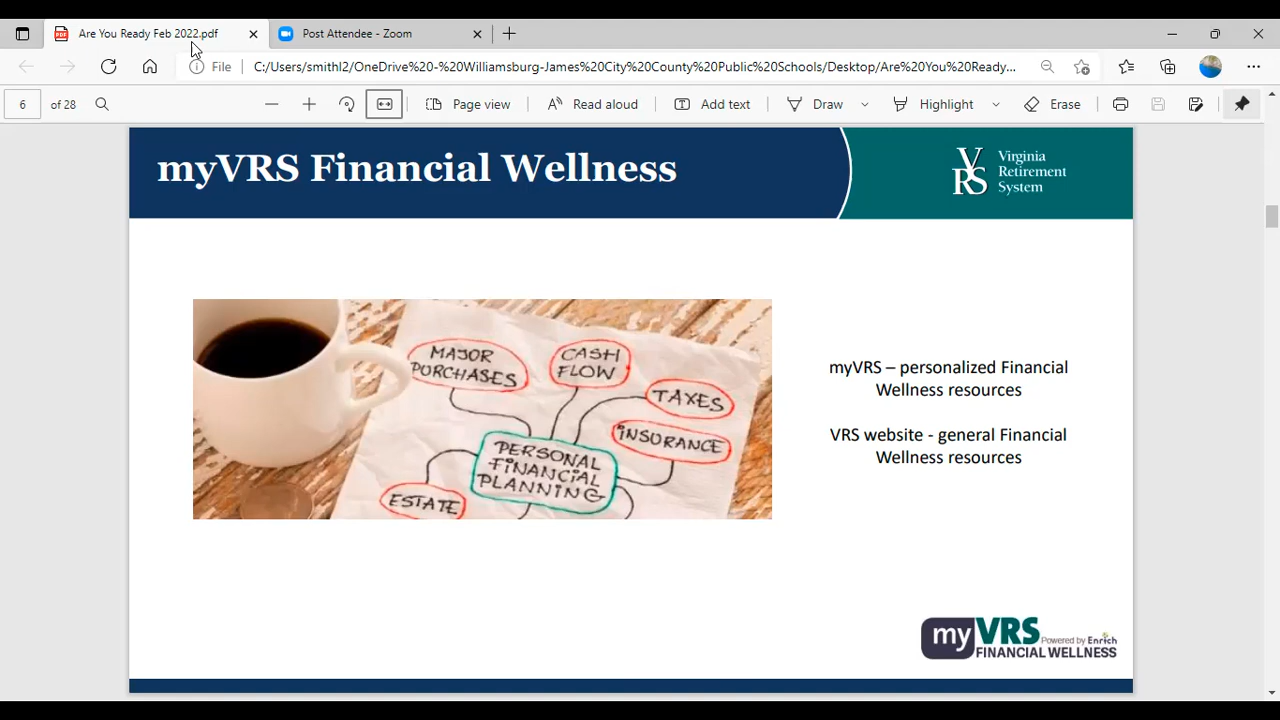 Are You Ready Feb 2022.pdf
Post Attendee - Zoom
File
C:/Users/smithl2/OneDrive%20-%20Williamsburg-James%20City%20County%20Public%20Schools/Desktop/Are%20You%20Ready...
6 of 28
Page view
Read aloud
Add text
Draw
Highlight
Erase
myVRS Financial Wellness
VRS
Virginia
Retirement
System
MAJOR
PURCHASES
CASH
FLOW
TAXES
INSURANCE
PERSONAL
FINANCIAL
PLANNING
ESTATE
myVRS – personalized Financial
Wellness resources
VRS website - general Financial
Wellness resources
myVRS Powered by Enrich
FINANCIAL WELLNESS